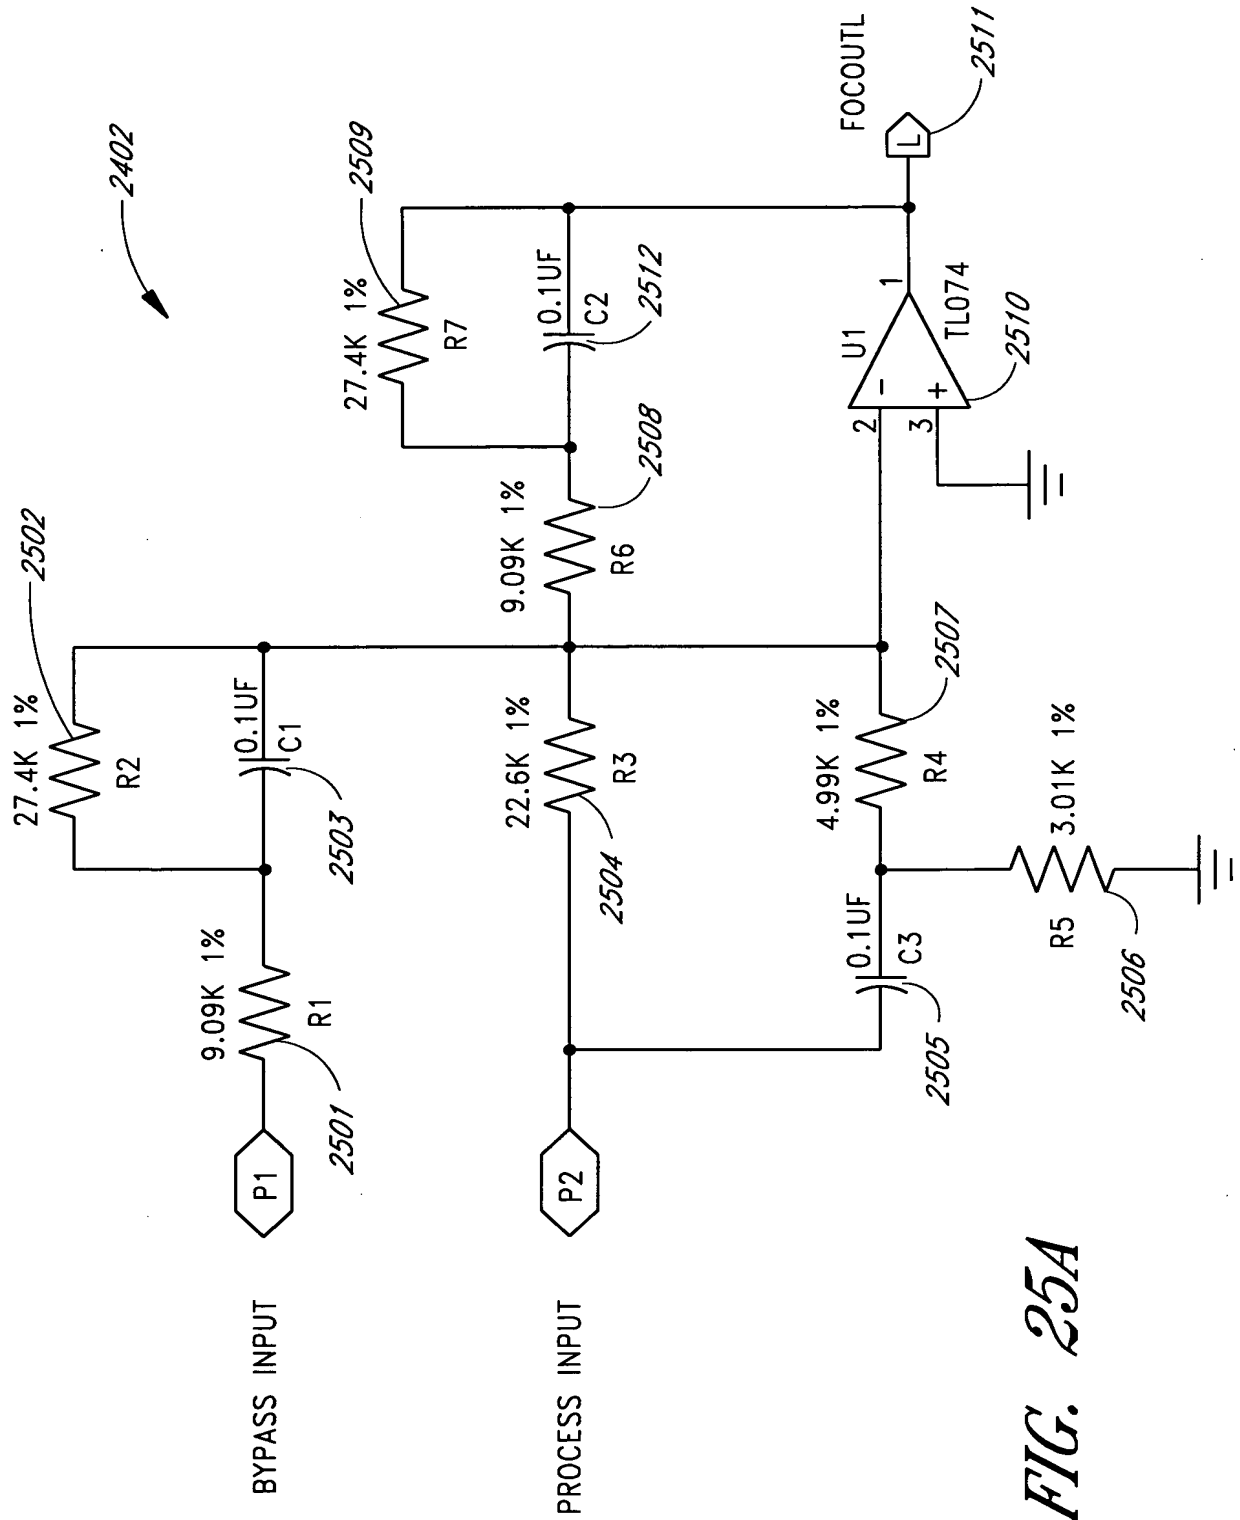 2402
27.4K 1%
2502
R2
0.1UF
C1
2503
9.09K 1%
R1
2501
P1
BYPASS INPUT
27.4K 1%
2509
R7
0.1UF
C2
2512
9.09K 1%
2508
R6
22.6K 1%
R3
2504
P2
PROCESS INPUT
FOCOUTL
L
2511
U1
2
-
3
+
1
TL074
2510
4.99K 1%
2507
R4
0.1UF
C3
2505
3.01K 1%
R5
2506
FIG. 25A